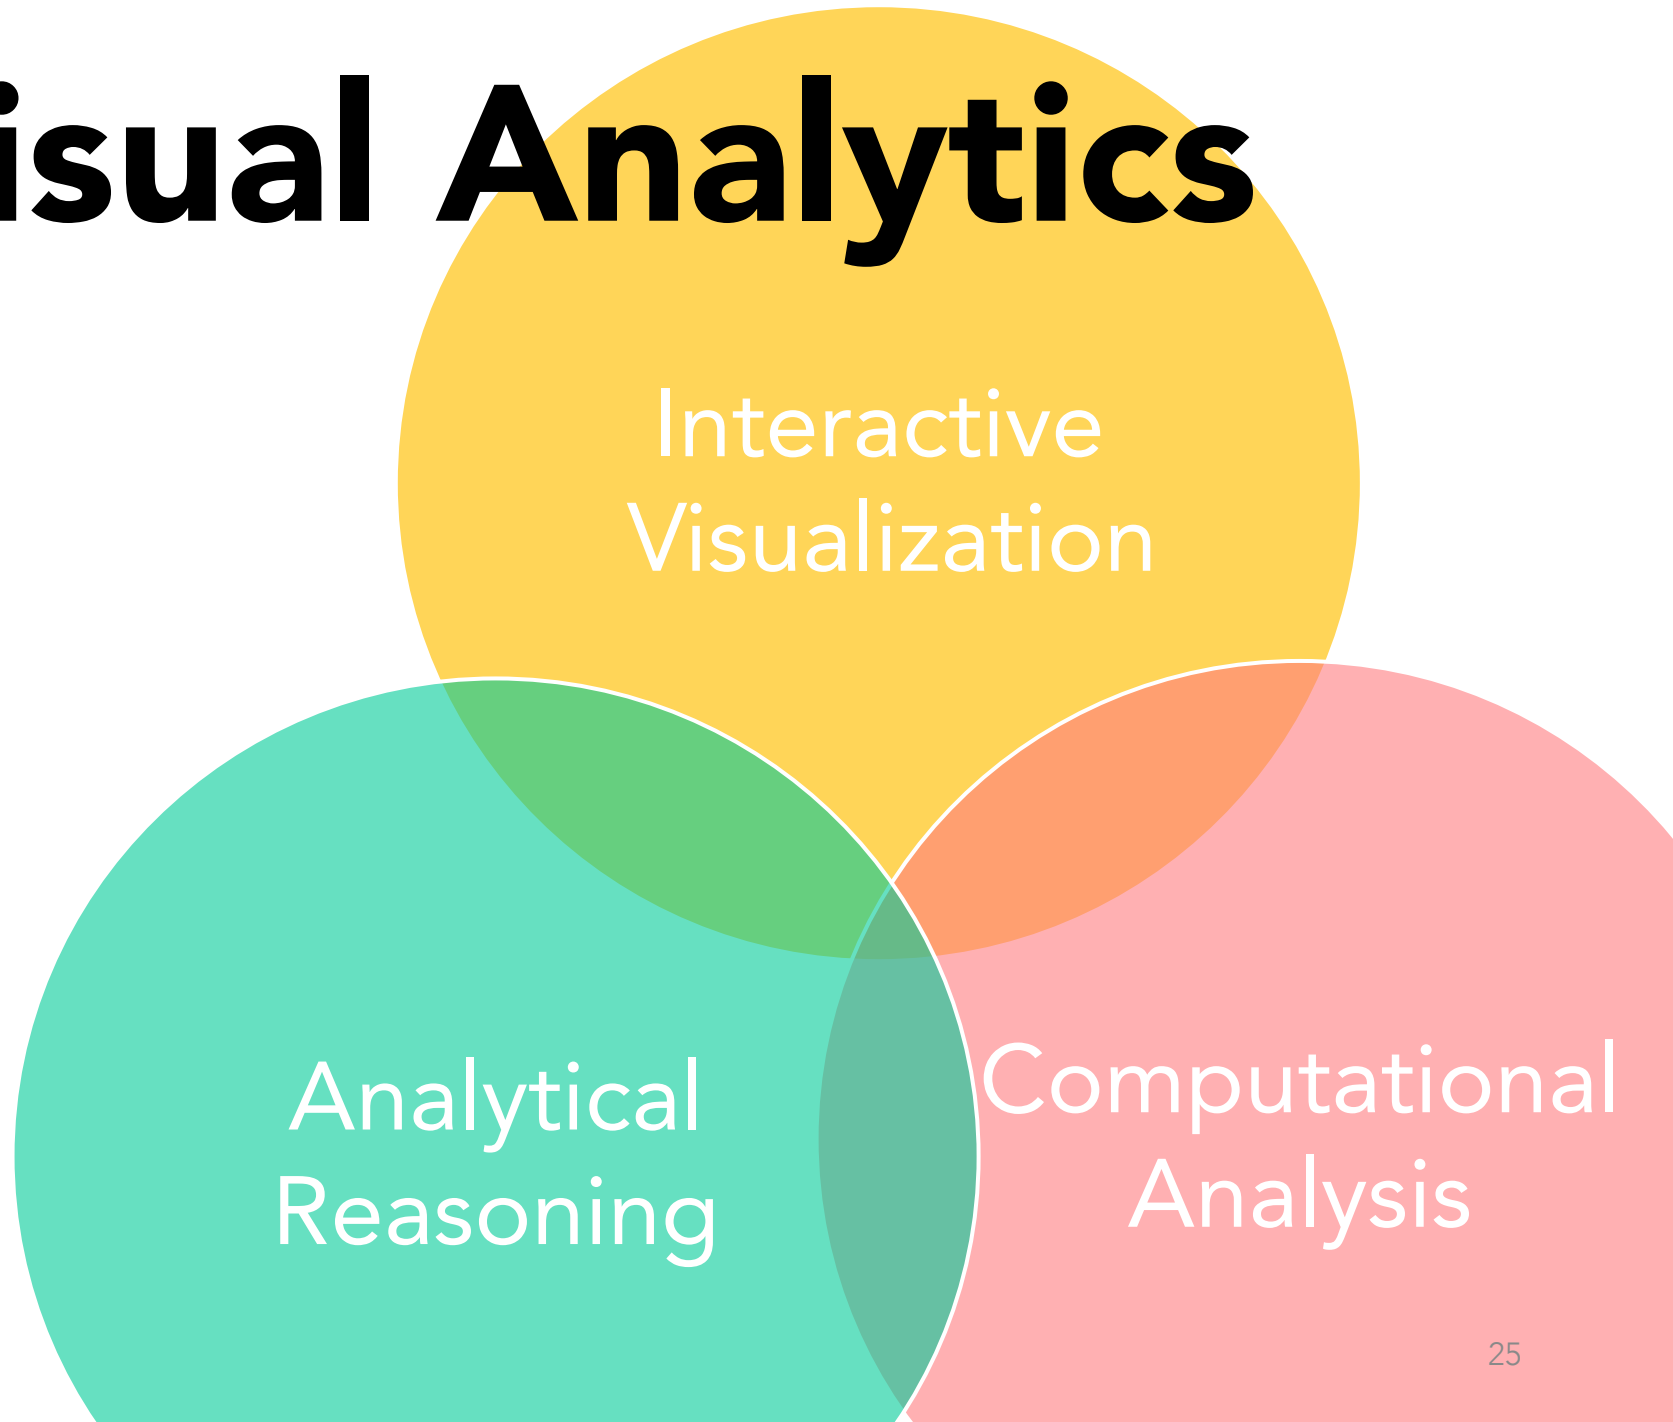 isual Analytics
Interactive
Visualization
Analytical
Reasoning
Computational
Analysis
25